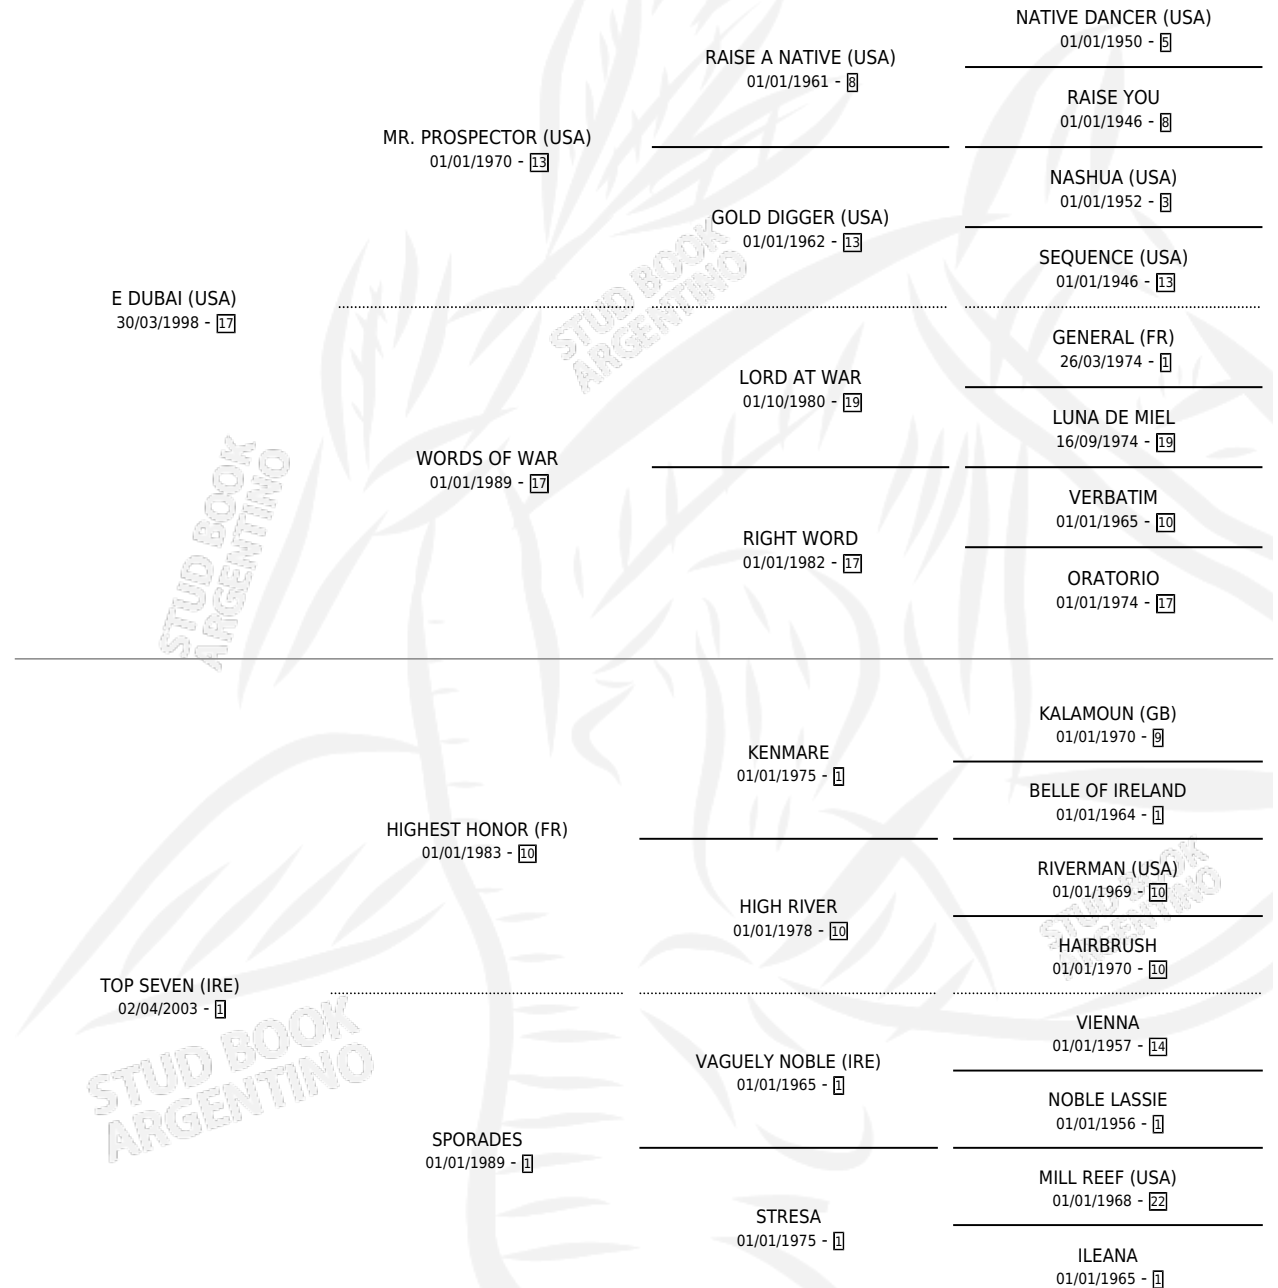 NATIVE DANCER (USA)
01/01/1950 - 5
RAISE A NATIVE (USA)
01/01/1961 - 8
RAISE YOU
01/01/1946 - 8
MR. PROSPECTOR (USA)
01/01/1970 - 13
NASHUA (USA)
01/01/1952 - 3
GOLD DIGGER (USA)
01/01/1962 - 13
SEQUENCE (USA)
01/01/1946 - 13
E DUBAI (USA)
30/03/1998 - 17
GENERAL (FR)
26/03/1974 - 1
LORD AT WAR
01/10/1980 - 19
LUNA DE MIEL
16/09/1974 - 19
WORDS OF WAR
01/01/1989 - 17
VERBATIM
01/01/1965 - 10
RIGHT WORD
01/01/1982 - 17
ORATORIO
01/01/1974 - 17
STUD BOOK
ARGENTINO
STUD BOOK
ARGENTINO
KALAMOUN (GB)
01/01/1970 - 9
KENMARE
01/01/1975 - 1
BELLE OF IRELAND
01/01/1964 - 1
HIGHEST HONOR (FR)
01/01/1983 - 10
RIVERMAN (USA)
01/01/1969 - 10
HIGH RIVER
01/01/1978 - 10
HAIRBRUSH
01/01/1970 - 10
STUD BOOK
ARGENTINO
TOP SEVEN (IRE)
02/04/2003 - 1
VIENNA
01/01/1957 - 14
VAGUELY NOBLE (IRE)
01/01/1965 - 1
NOBLE LASSIE
01/01/1956 - 1
STUD BOOK
ARGENTINO
SPORADES
01/01/1989 - 1
MILL REEF (USA)
01/01/1968 - 22
STRESA
01/01/1975 - 1
ILEANA
01/01/1965 - 1